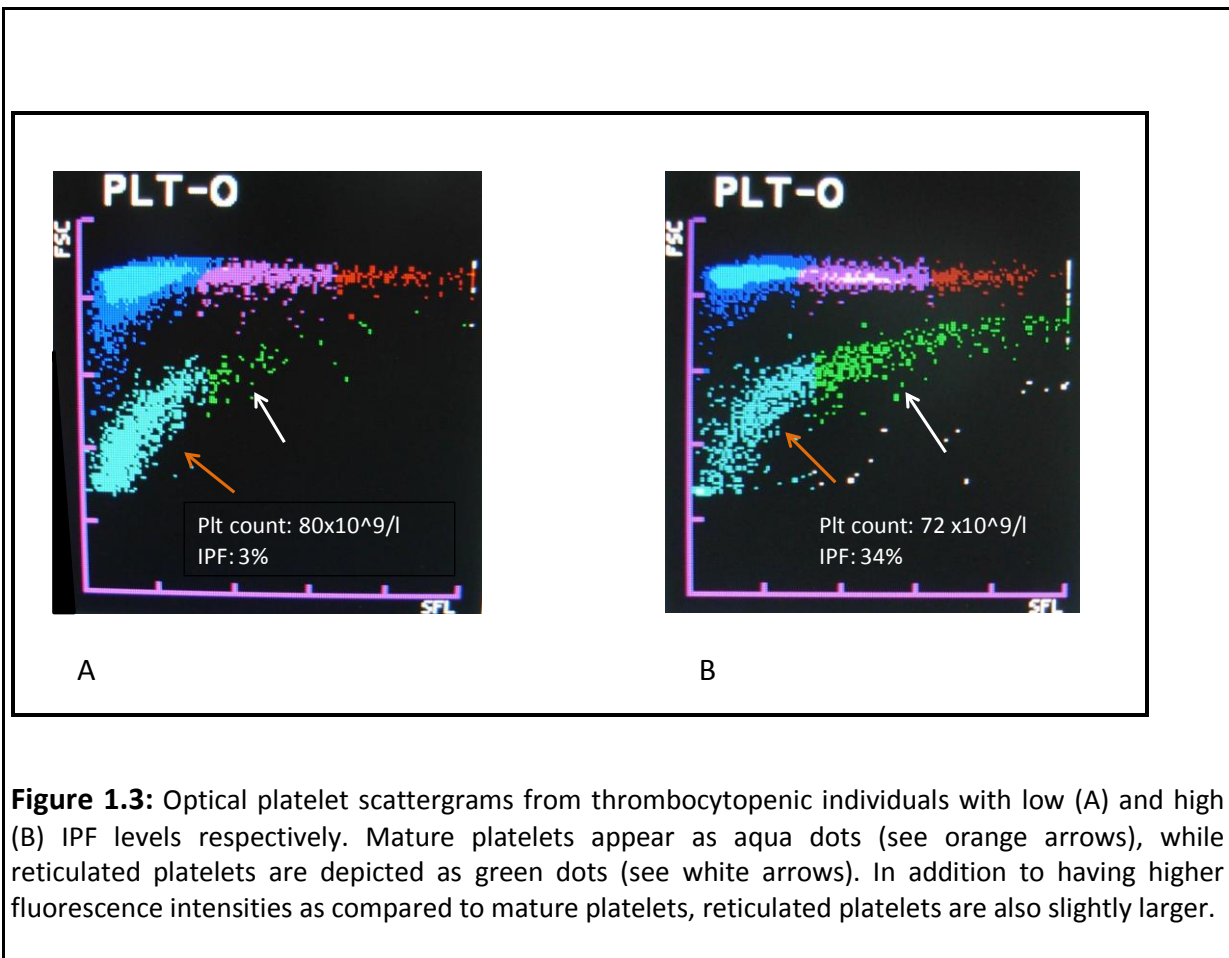 PLT-O
FSC
Plt count: 80x10^9/l
IPF: 3%
SFL
A
PLT-O
FSC
Plt count: 72 x10^9/l
IPF: 34%
SFL
B
Figure 1.3: Optical platelet scattergrams from thrombocytopenic individuals with low (A) and high
(B) IPF levels respectively. Mature platelets appear as aqua dots (see orange arrows), while
reticulated platelets are depicted as green dots (see white arrows). In addition to having higher
fluorescence intensities as compared to mature platelets, reticulated platelets are also slightly larger.